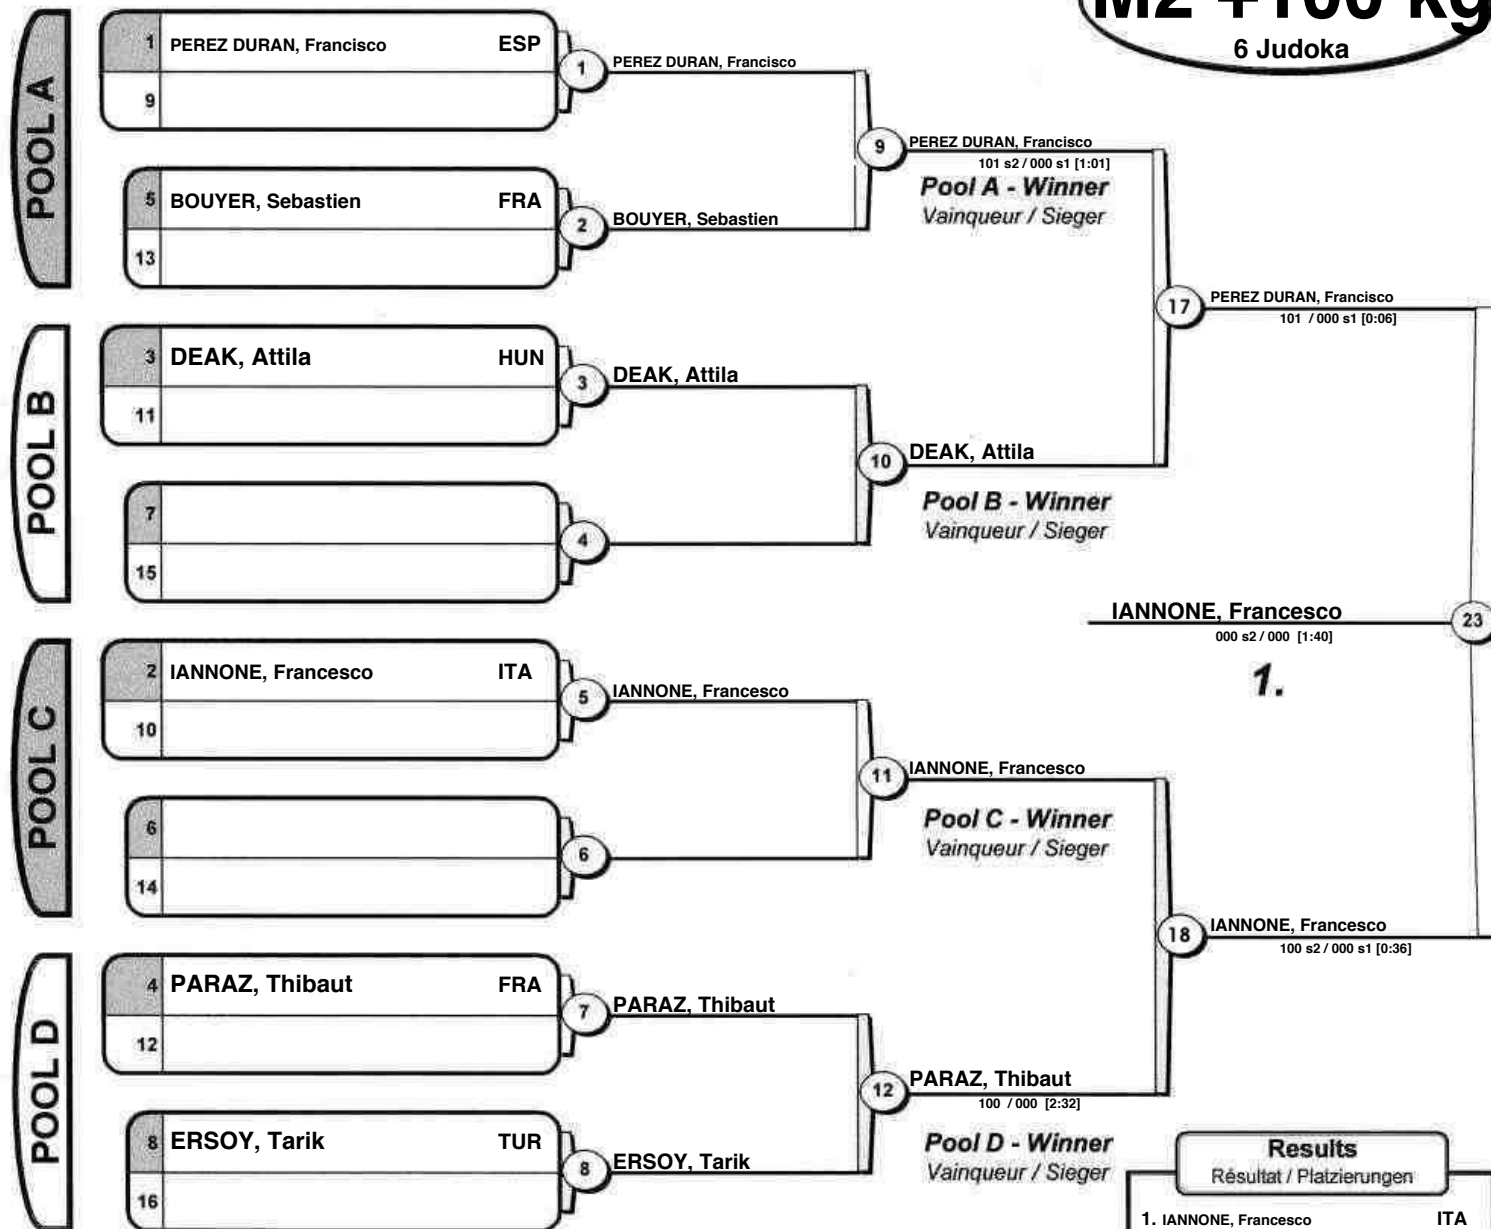 M2 +100 kg
6 Judoka
POOL A
1 PEREZ DURAN, Francisco ESP
9
1 PEREZ DURAN, Francisco
5 BOUYER, Sebastien FRA
13
2 BOUYER, Sebastien
9 PEREZ DURAN, Francisco
101 s2 / 000 s1 [1:01]
Pool A - Winner
Vainqueur / Sieger
POOL B
3 DEAK, Attila HUN
11
3 DEAK, Attila
7
15
4
10 DEAK, Attila
Pool B - Winner
Vainqueur / Sieger
17 PEREZ DURAN, Francisco
101 / 000 s1 [0:06]
IANNONE, Francesco 23
000 s2 / 000 [1:40]
1.
POOL C
2 IANNONE, Francesco ITA
10
5 IANNONE, Francesco
6
14
6
11 IANNONE, Francesco
Pool C - Winner
Vainqueur / Sieger
18 IANNONE, Francesco
100 s2 / 000 s1 [0:36]
POOL D
4 PARAZ, Thibaut FRA
12
7 PARAZ, Thibaut
8 ERSOY, Tarik TUR
16
8 ERSOY, Tarik
12 PARAZ, Thibaut
100 / 000 [2:32]
Pool D - Winner
Vainqueur / Sieger
Results
Résultat / Platzierungen
1. IANNONE, Francesco ITA